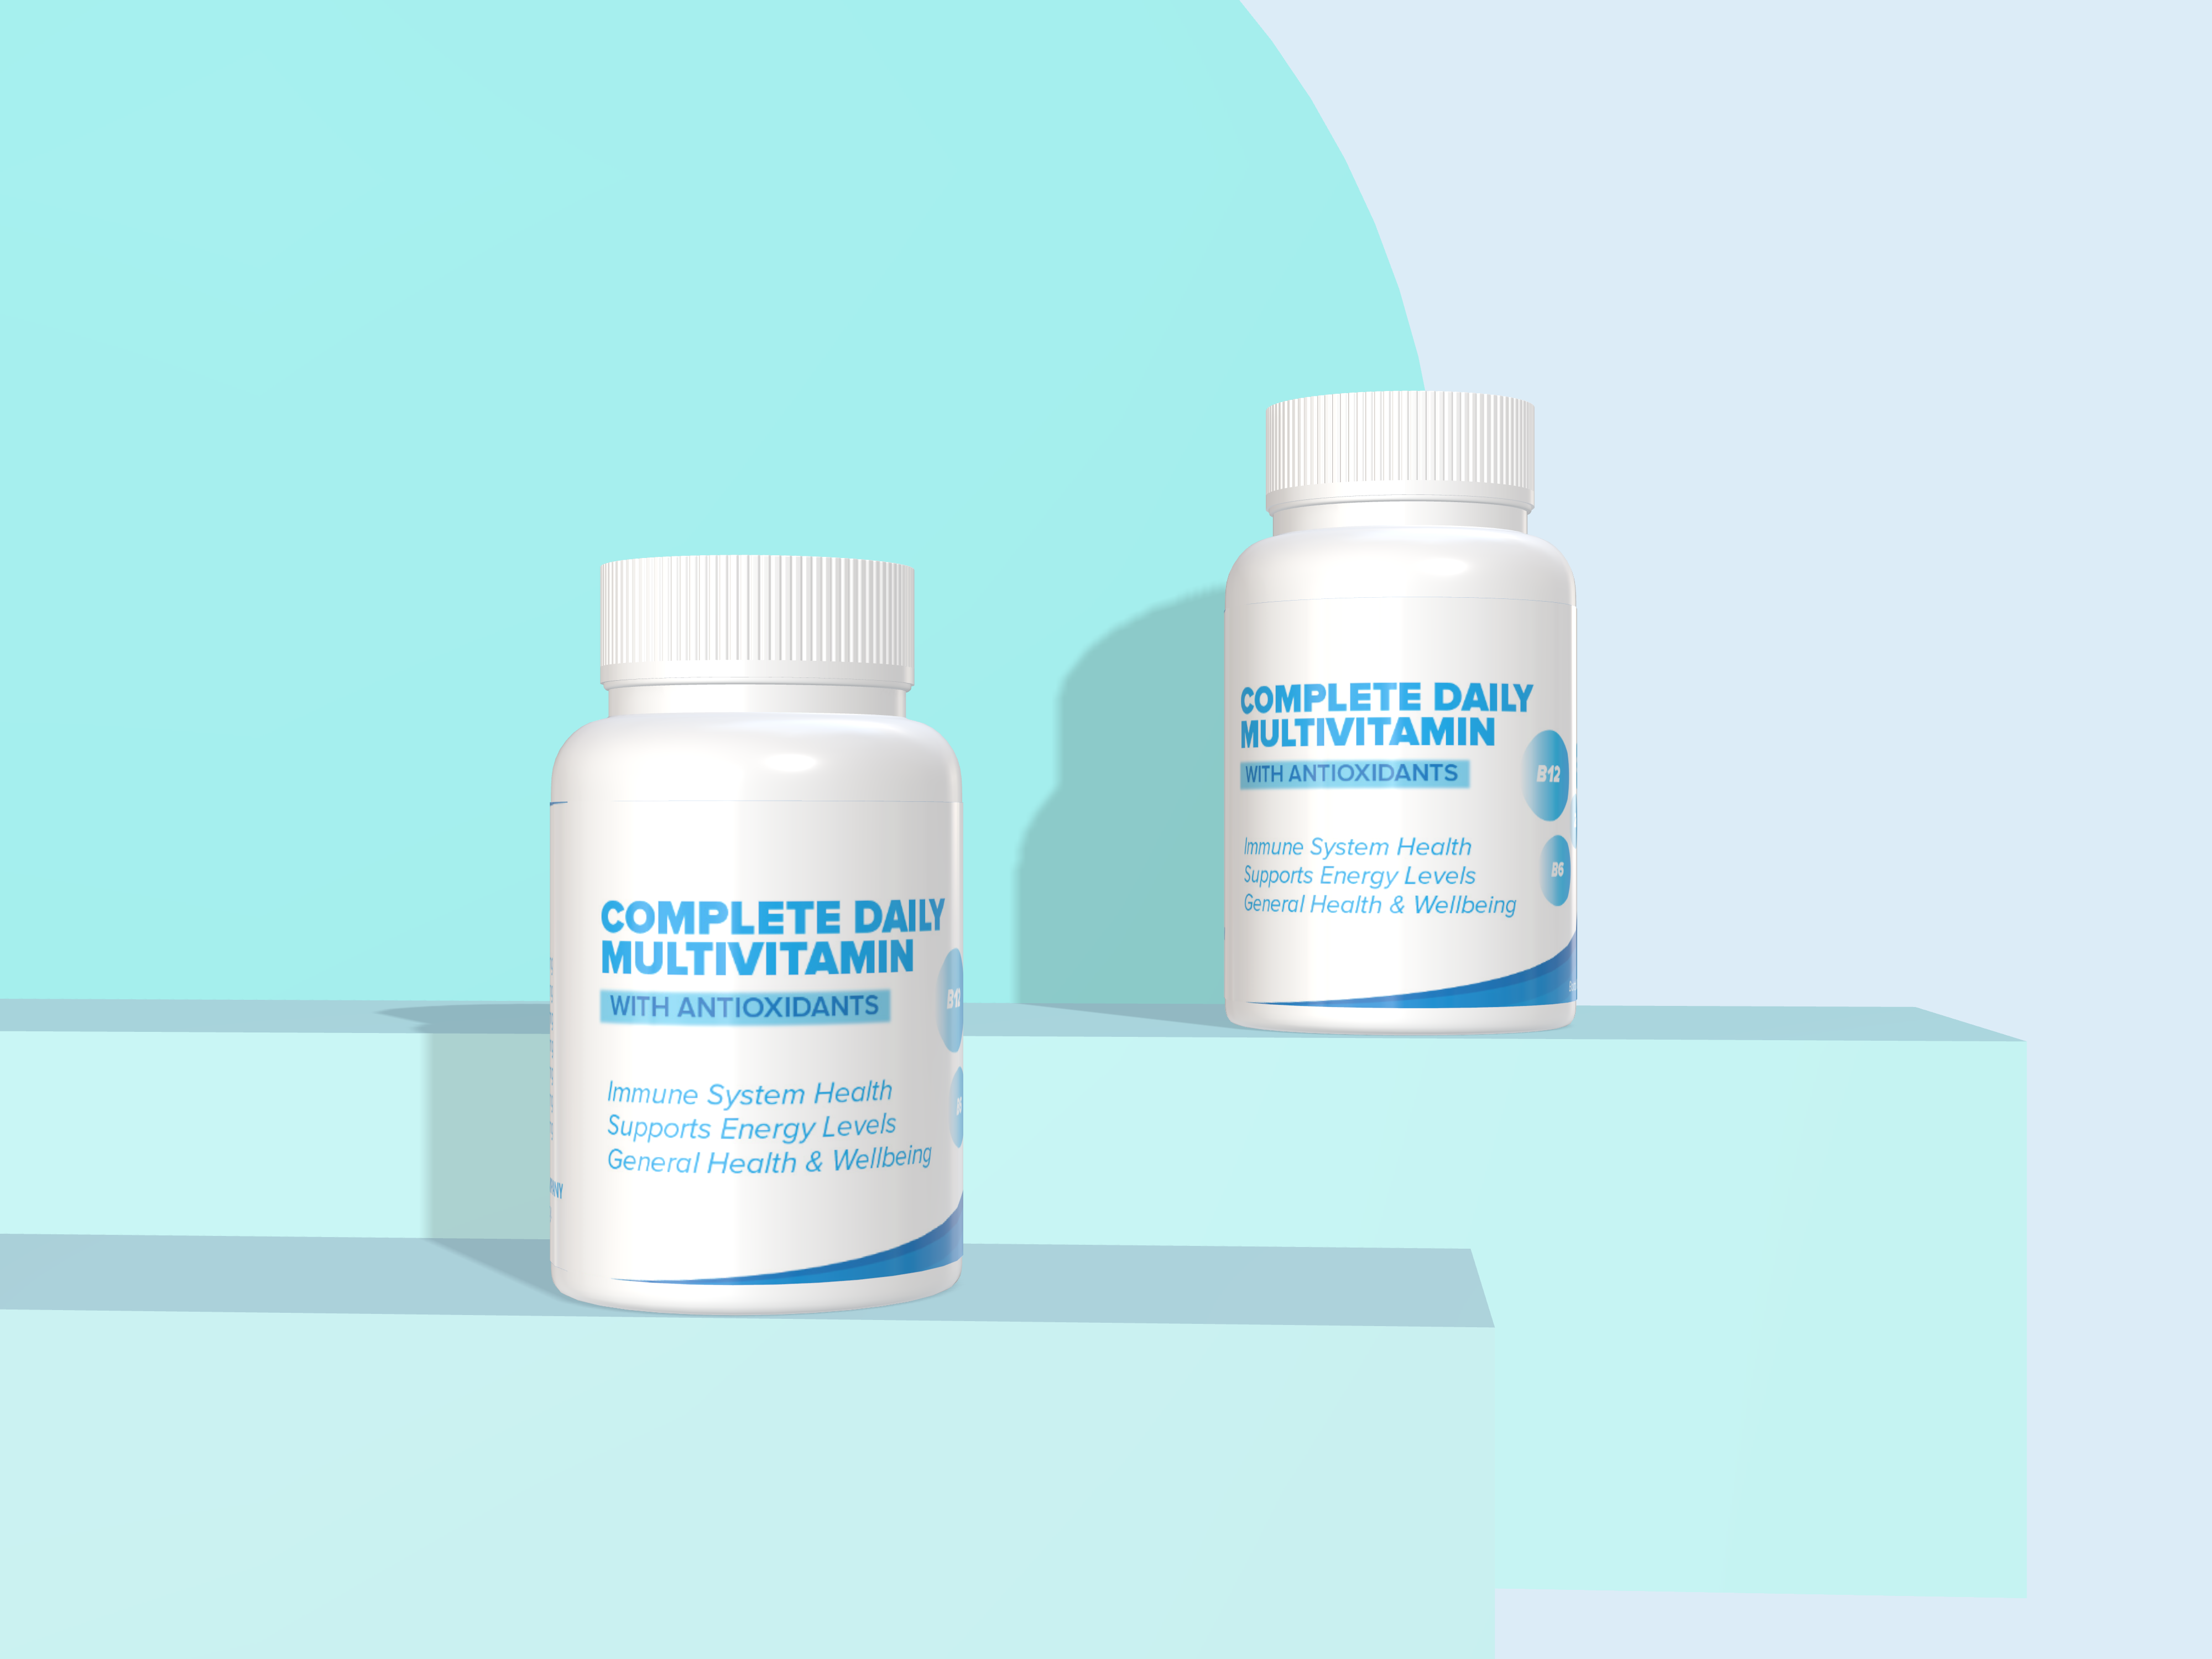 COMPLETE DAILY
MULTIVITAMIN
WITH ANTIOXIDANTS
B12
Immune System Health
Supports Energy Levels
General Health & Wellbeing
COMPLETE DAILY
MULTIVITAMIN
WITH ANTIOXIDANTS
B12
B6
Immune System Health
Supports Energy Levels
General Health & Wellbeing